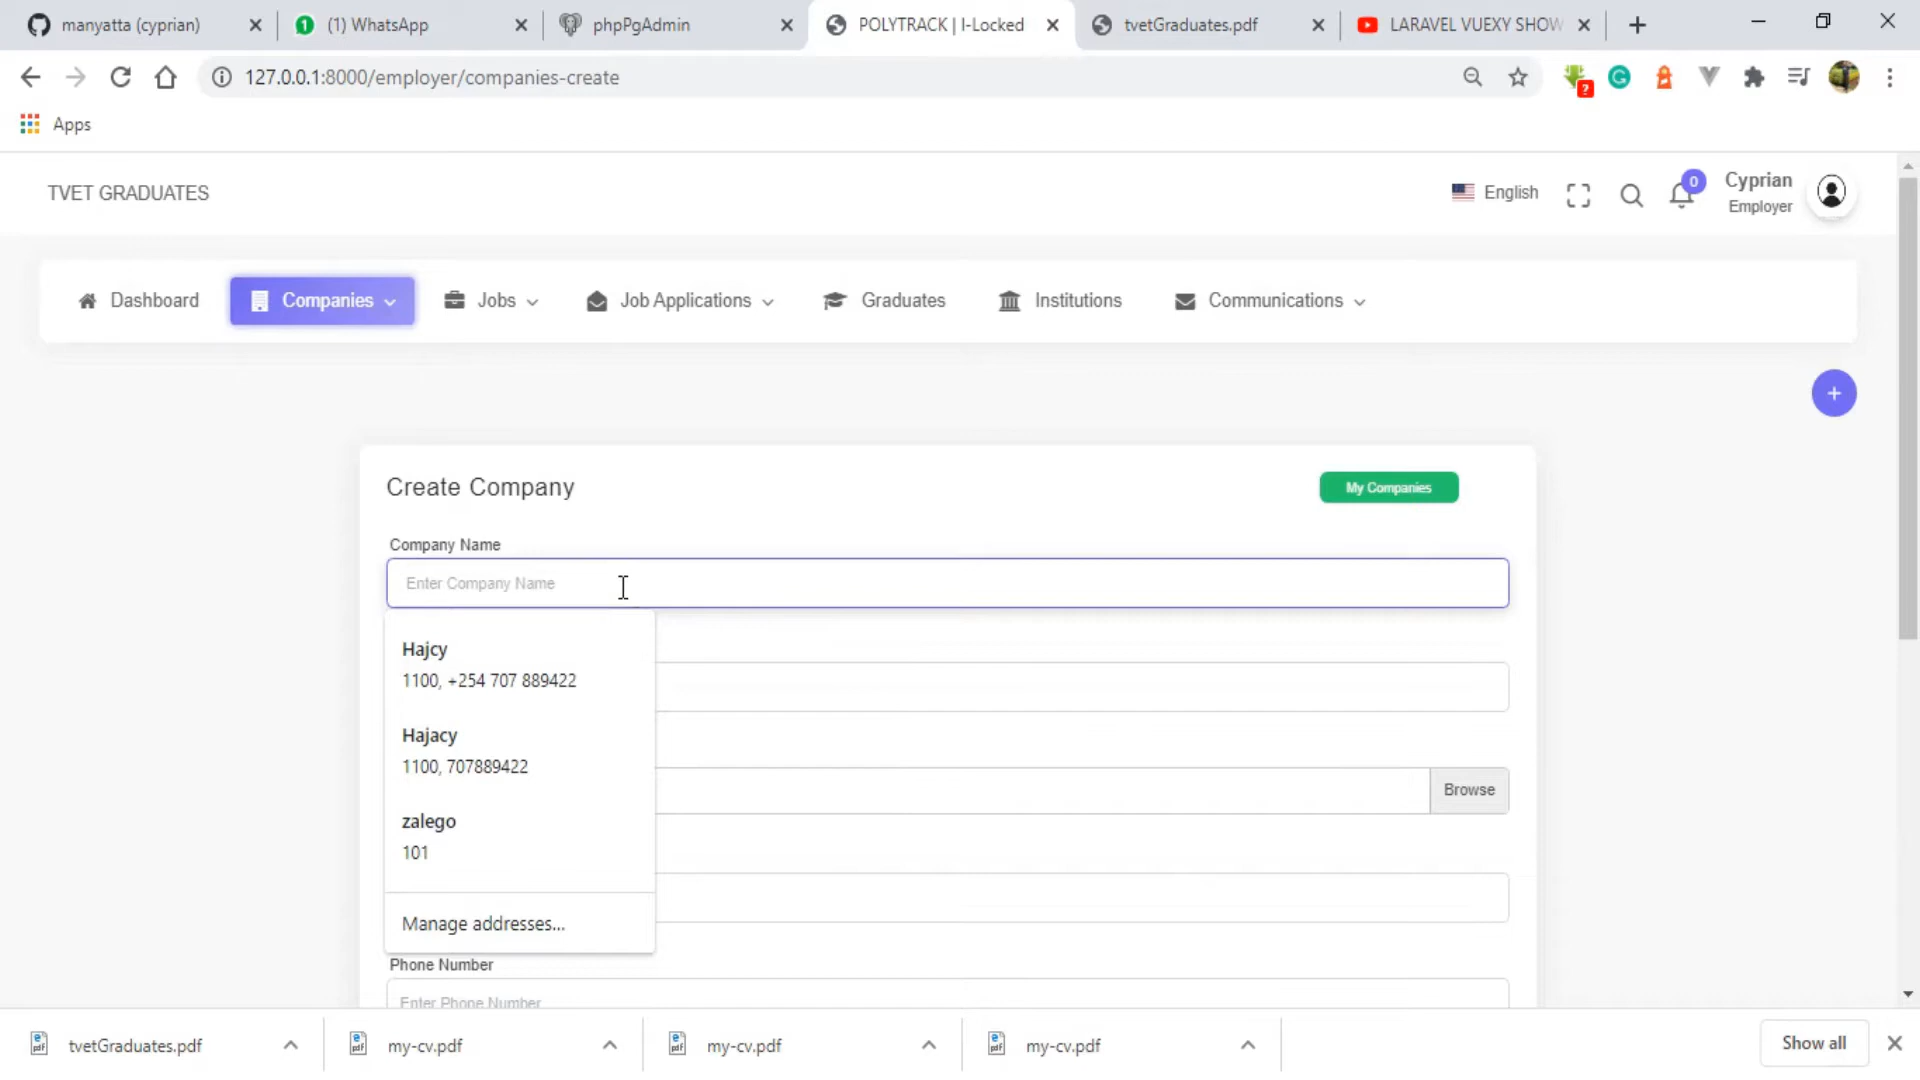 manyatta (cyprian)
(1) WhatsApp
phpPgAdmin
POLYTRACK | I-Locked
tvetGraduates.pdf
LARAVEL VUEXY SHOW
127.0.0.1:8000/employer/companies-create
Apps
TVET GRADUATES
English
0
Cyprian
Employer
Dashboard
Companies
Jobs
Job Applications
Graduates
Institutions
Communications
+
Create Company
My Companies
Company Name
Enter Company Name
Hajcy
1100, +254 707 889422
Hajacy
1100, 707889422
Browse
zalego
101
Manage addresses...
Phone Number
Enter Phone Number
tvetGraduates.pdf
my-cv.pdf
my-cv.pdf
my-cv.pdf
Show all